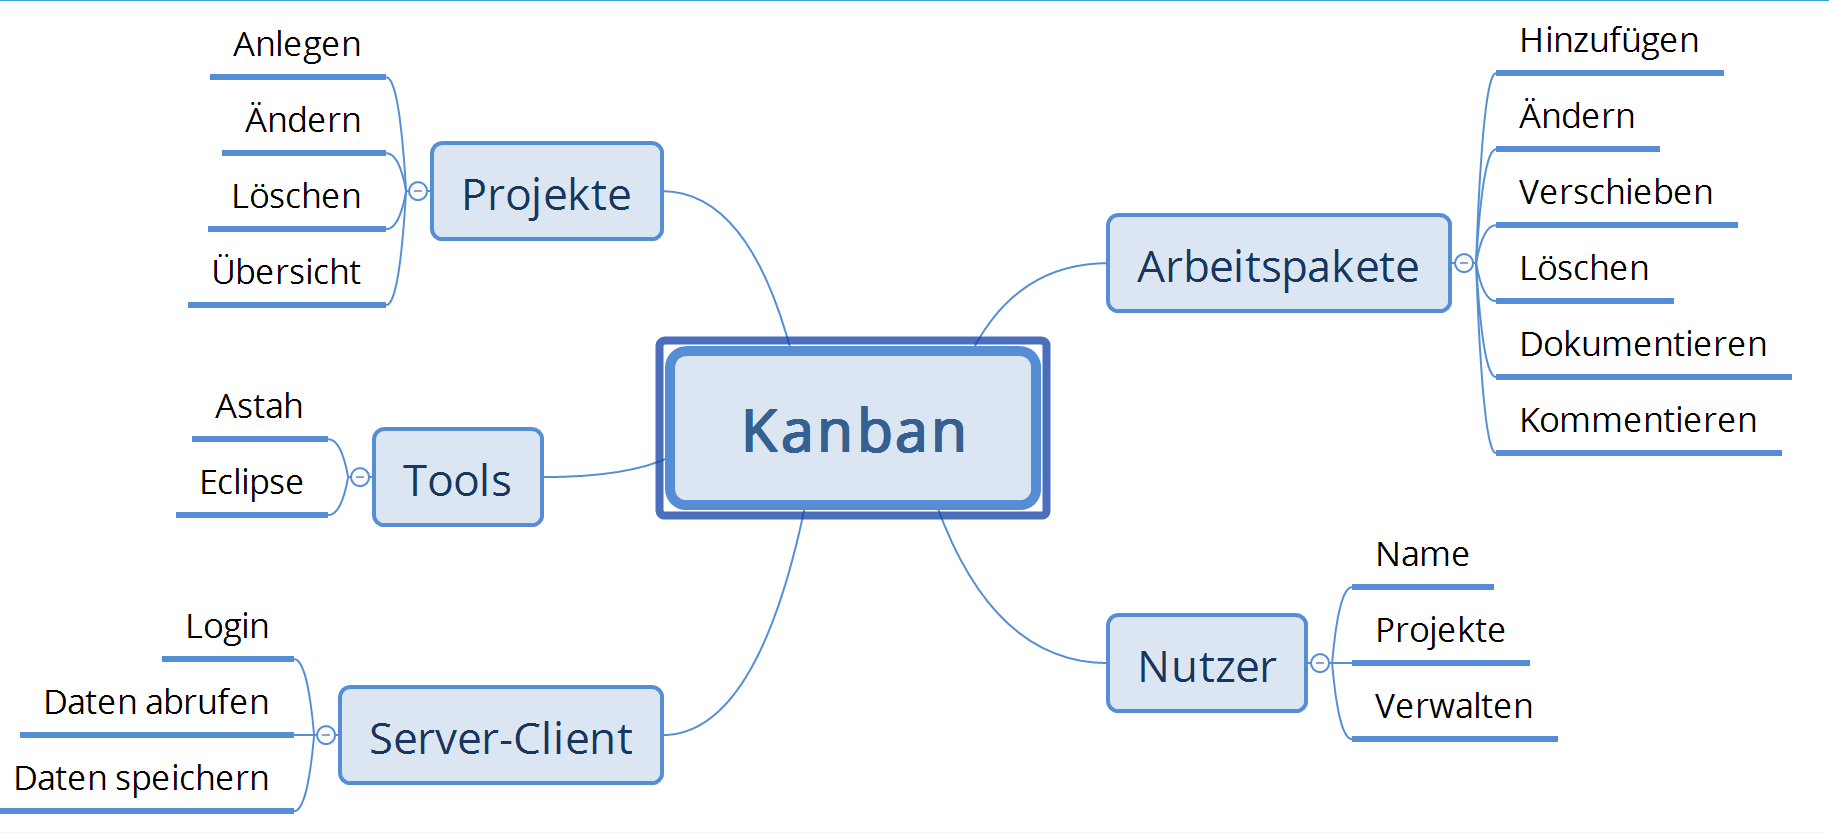 Anlegen
Ändern
Löschen
Übersicht
Projekte
Astah
Eclipse
Tools
Login
Daten abrufen
Daten speichern
Server-Client
Kanban
Arbeitspakete
Hinzufügen
Ändern
Verschieben
Löschen
Dokumentieren
Kommentieren
Nutzer
Name
Projekte
Verwalten